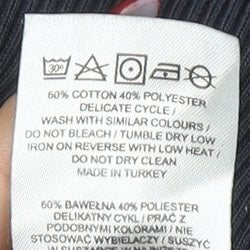 30°
60% COTTON 40% POLYESTER
DELICATE CYCLE /
WASH WITH SIMILAR COLOURS /
DO NOT BLEACH / TUMBLE DRY LOW
IRON ON REVERSE WITH LOW HEAT /
DO NOT DRY CLEAN
MADE IN TURKEY
60% BAWEŁNA 40% POLIESTER
DELIKATNY CYKL / PRAĆ Z
PODOBNYMI KOLORAMI / NIE
STOSOWAĆ WYBIELACZY / SUSZYĆ
W SUSZARCE